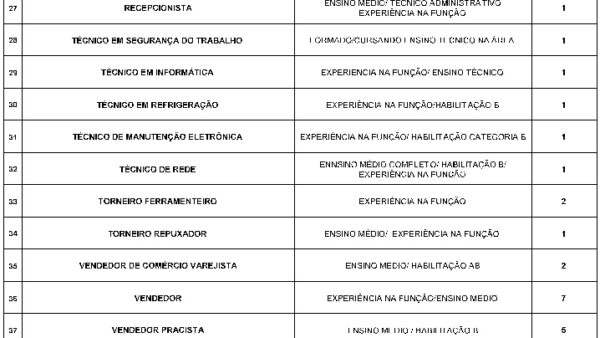 27 RECEPCIONISTA ENSINO MÉDIO/ TÉCNICO ADMINISTRATIVO EXPERIÊNCIA NA FUNÇÃO 1
28 TÉCNICO EM SEGURANÇA DO TRABALHO FORMADO/CURSANDO ENSINO TECNICO NA ÁREA 1
29 TÉCNICO EM INFORMÁTICA EXPERIENCIA NA FUNÇÃO/ ENSINO TÉCNICO 1
30 TÉCNICO EM REFRIGERAÇÃO EXPERIÊNCIA NA FUNÇÃO/HABILITAÇÃO B 1
31 TÉCNICO DE MANUTENÇÃO ELETRÔNICA EXPERIÊNCIA NA FUNÇÃO/ HABILITAÇÃO CATEGORIA B 1
32 TÉCNICO DE REDE ENNSINO MÉDIO COMPLETO/ HABILITAÇÃO B/ EXPERIÊNCIA NA FUNÇÃO 1
33 TORNEIRO FERRAMENTEIRO EXPERIÊNCIA NA FUNÇÃO 2
34 TORNEIRO REPUXADOR ENSINO MÉDIO/ EXPERIÊNCIA NA FUNÇÃO 1
35 VENDEDOR DE COMÉRCIO VAREJISTA ENSINO MEDIO/ HABILITAÇÃO AB 2
36 VENDEDOR EXPERIÊNCIA NA FUNÇÃO/ENSINO MEDIO 7
37 VENDEDOR PRACISTA ENSINO MEDIO / HABILITAÇÃO B 5